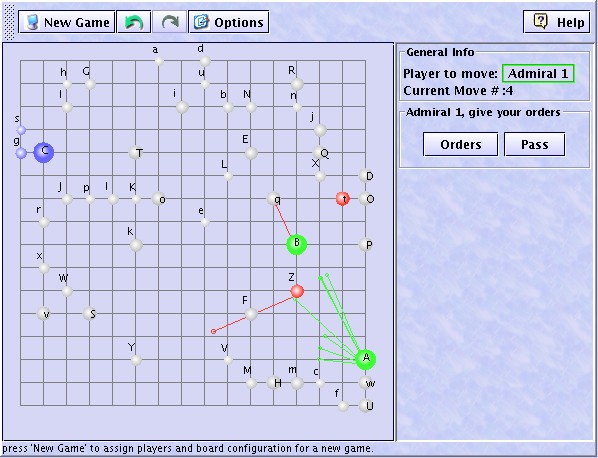 New Game Options Help
General Info
Player to move: Admiral 1
Current Move # :4
Admiral 1, give your orders
Orders Pass
a d
h G u R
l i b N n
s j
g C T E Q
L X D
J p I K o q t O
r e
k B P
x
W Z
v S F
Y V A
M H m c w
f U
press 'New Game' to assign players and board configuration for a new game.